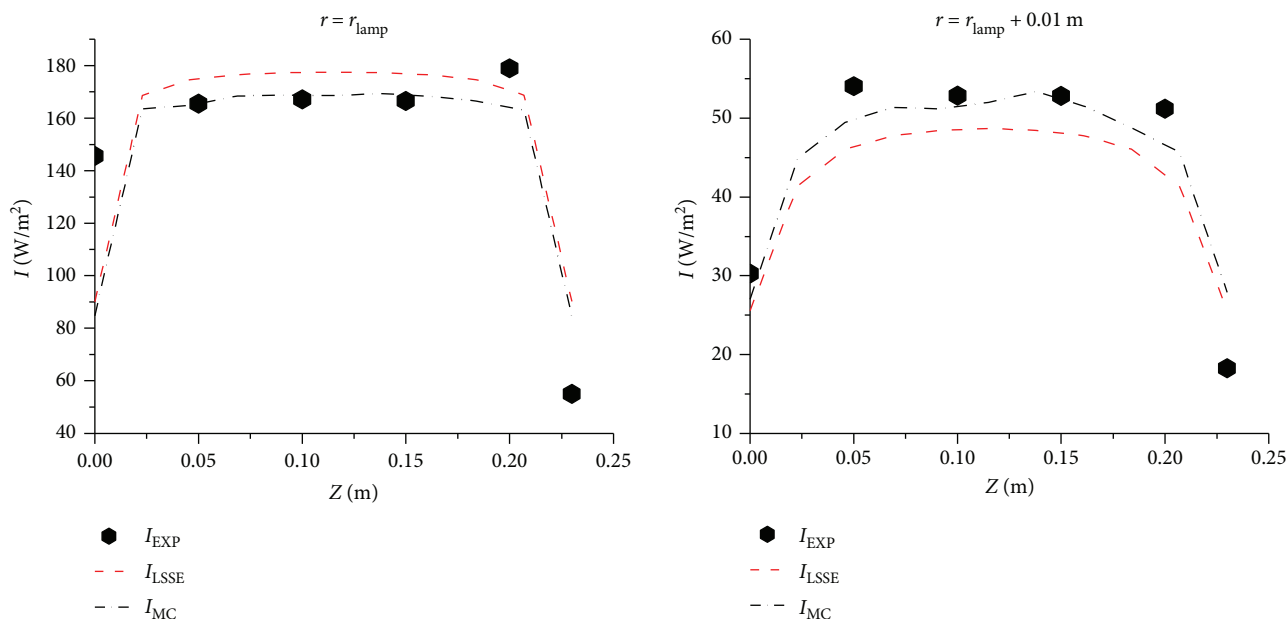 r = r_lamp
180
160
140
120
100
80
60
40
I (W/m²)
0.00 0.05 0.10 0.15 0.20 0.25
Z (m)
I_EXP
I_LSSE
I_MC
r = r_lamp + 0.01 m
60
50
40
30
20
10
I (W/m²)
0.00 0.05 0.10 0.15 0.20 0.25
Z (m)
I_EXP
I_LSSE
I_MC